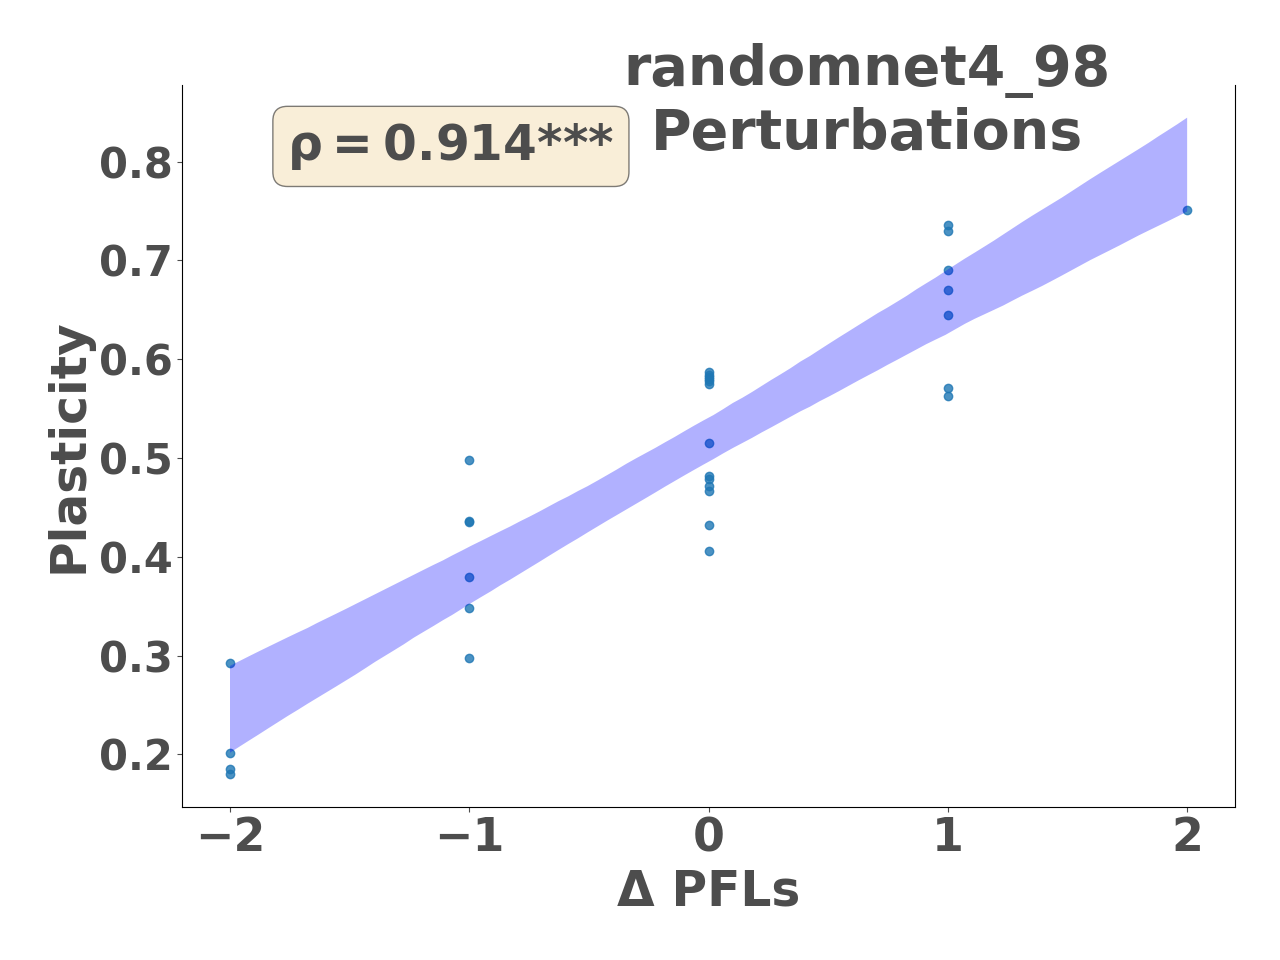 randomnet4_98
Perturbations
ρ = 0.914***
Plasticity
0.8
0.7
0.6
0.5
0.4
0.3
0.2
−2 −1 0 1 2
Δ PFLs